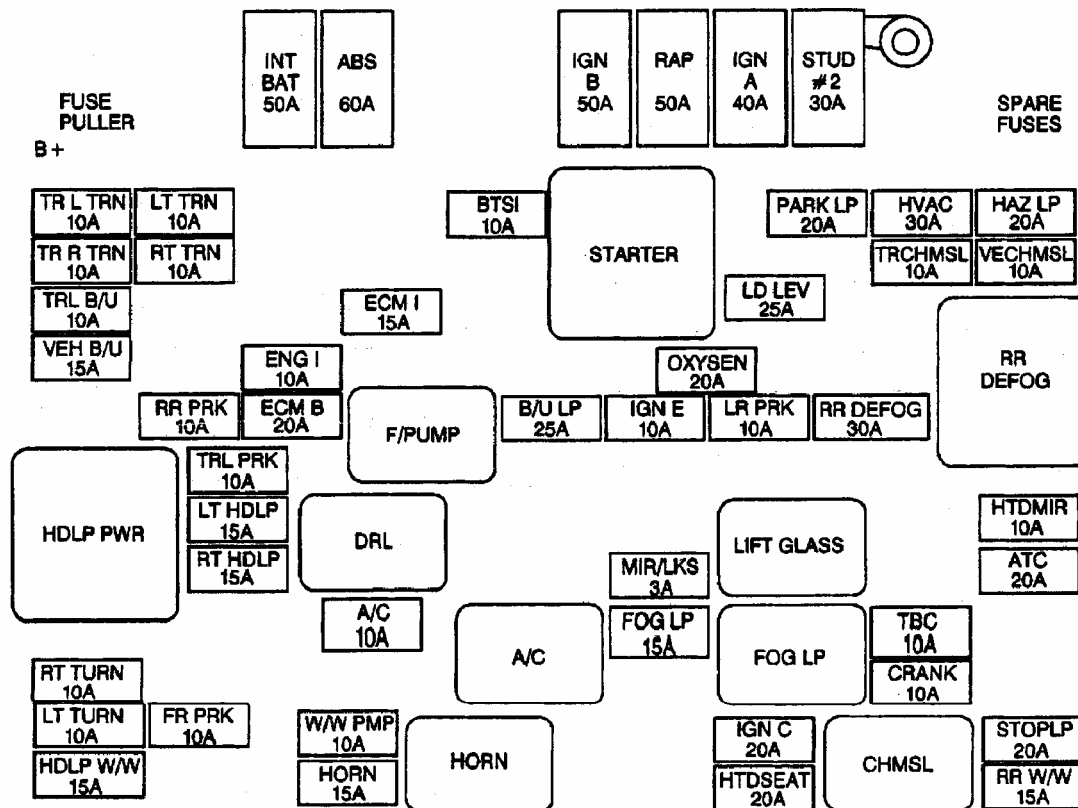 INT
BAT
50A
ABS
60A
IGN
B
50A
RAP
50A
IGN
A
40A
STUD
#2
30A
FUSE
PULLER
SPARE
FUSES
B+
TR L TRN
10A
LT TRN
10A
BTSI
10A
STARTER
PARK LP
20A
HVAC
30A
HAZ LP
20A
TR R TRN
10A
RT TRN
10A
TRCHMSL
10A
VECHMSL
10A
TRL B/U
10A
ECM I
15A
LD LEV
25A
VEH B/U
15A
ENG I
10A
OXYSEN
20A
RR
DEFOG
RR PRK
10A
ECM B
20A
F/PUMP
B/U LP
25A
IGN E
10A
LR PRK
10A
RR DEFOG
30A
HDLP PWR
TRL PRK
10A
LT HDLP
15A
RT HDLP
15A
DRL
LIFT GLASS
HTDMIR
10A
MIR/LKS
3A
ATC
20A
A/C
10A
A/C
FOG LP
15A
FOG LP
TBC
10A
CRANK
10A
RT TURN
10A
LT TURN
10A
FR PRK
10A
HDLP W/W
15A
W/W PMP
10A
HORN
15A
HORN
IGN C
20A
HTDSEAT
20A
CHMSL
STOPLP
20A
RR W/W
15A